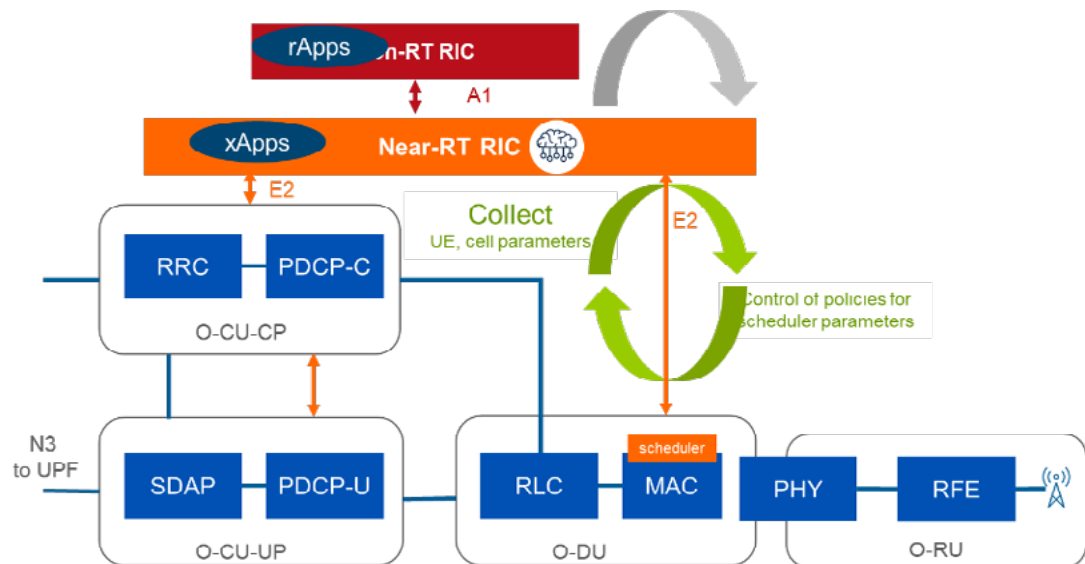 rApps
n-RT RIC
A1
xApps
Near-RT RIC
E2
Collect
UE, cell parameters
E2
RRC
PDCP-C
O-CU-CP
Control of policies for
scheduler parameters
N3
to UPF
SDAP
PDCP-U
O-CU-UP
scheduler
RLC
MAC
O-DU
PHY
RFE
O-RU